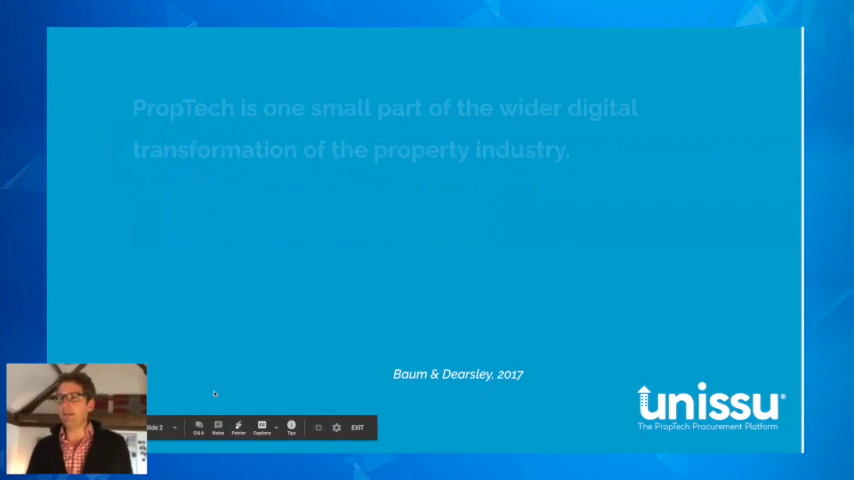 PropTech is one small part of the wider digital
transformation of the property industry.
Baum & Dearsley, 2017
unissu®
The PropTech Procurement Platform
Slide 2
Q&A Notes Pointer Captions Tips EXIT